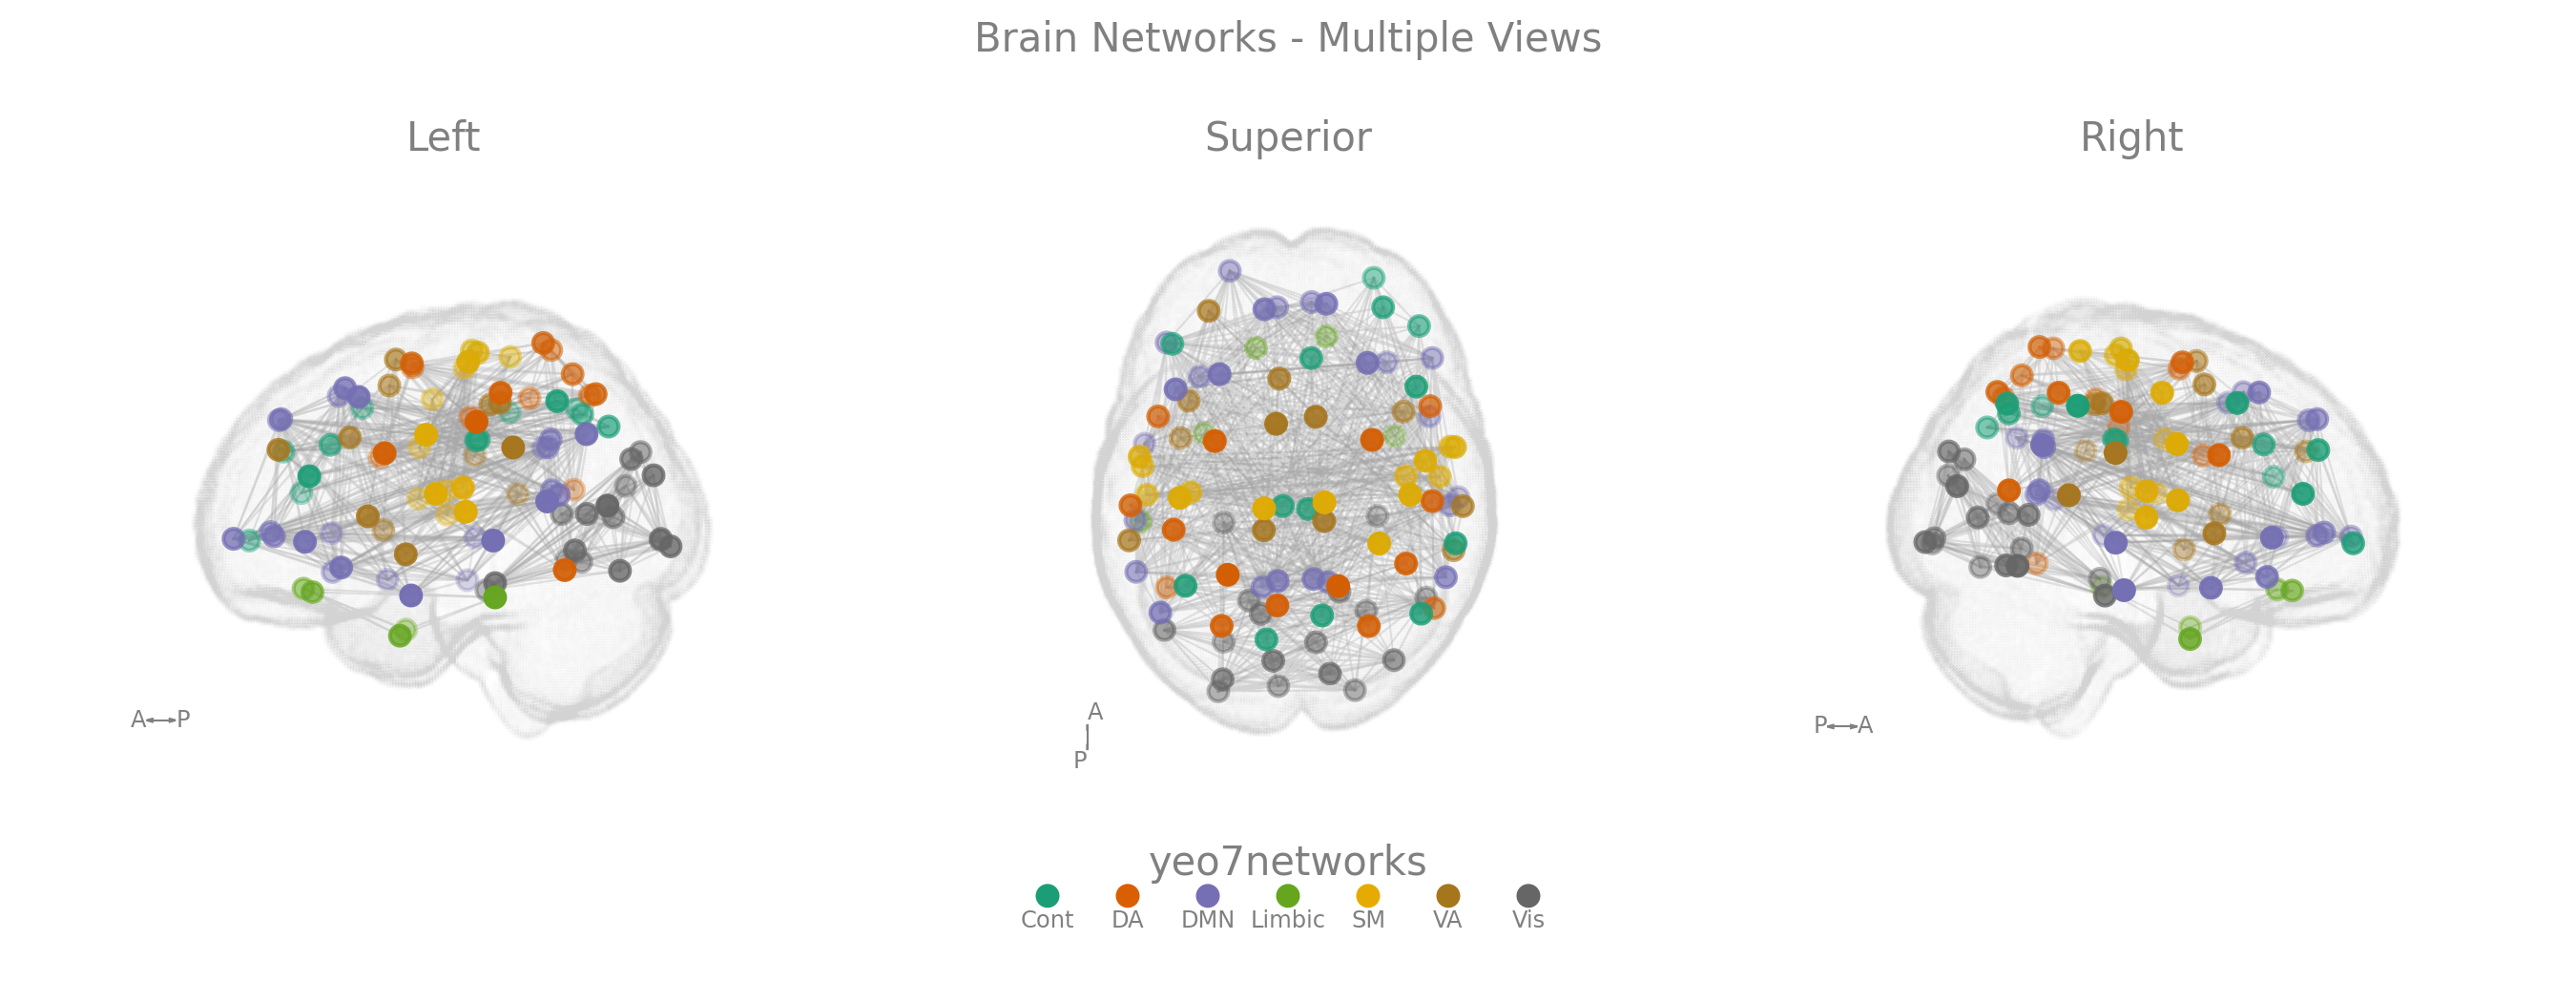 Brain Networks - Multiple Views
Left
Superior
Right
A P
A
P
P A
yeo7networks
Cont DA DMN Limbic SM VA Vis